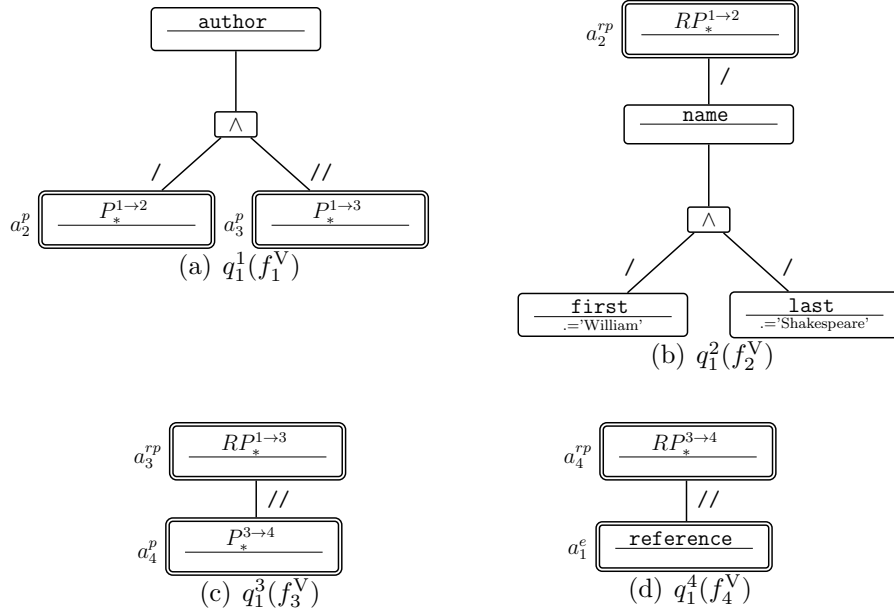 author
∧
/ //
a_2^p P_*^{1→2} a_3^p P_*^{1→3}
(a) q_1^1(f_1^V)
a_2^{rp} RP_*^{1→2}
/
name
∧
/ /
first last
.='William' .='Shakespeare'
(b) q_1^2(f_2^V)
a_3^{rp} RP_*^{1→3}
//
a_4^p P_*^{3→4}
(c) q_1^3(f_3^V)
a_4^{rp} RP_*^{3→4}
//
a_1^e reference
(d) q_1^4(f_4^V)